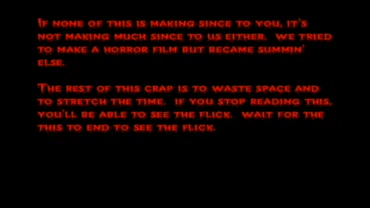 If none of this is making since to you, it's
not making much since to us either. We tried
to make a horror film but became summin'
else.
The rest of this crap is to waste space and
to stretch the time. If you stop reading this,
you'll be able to see the flick. Wait for the
this to end to see the flick.